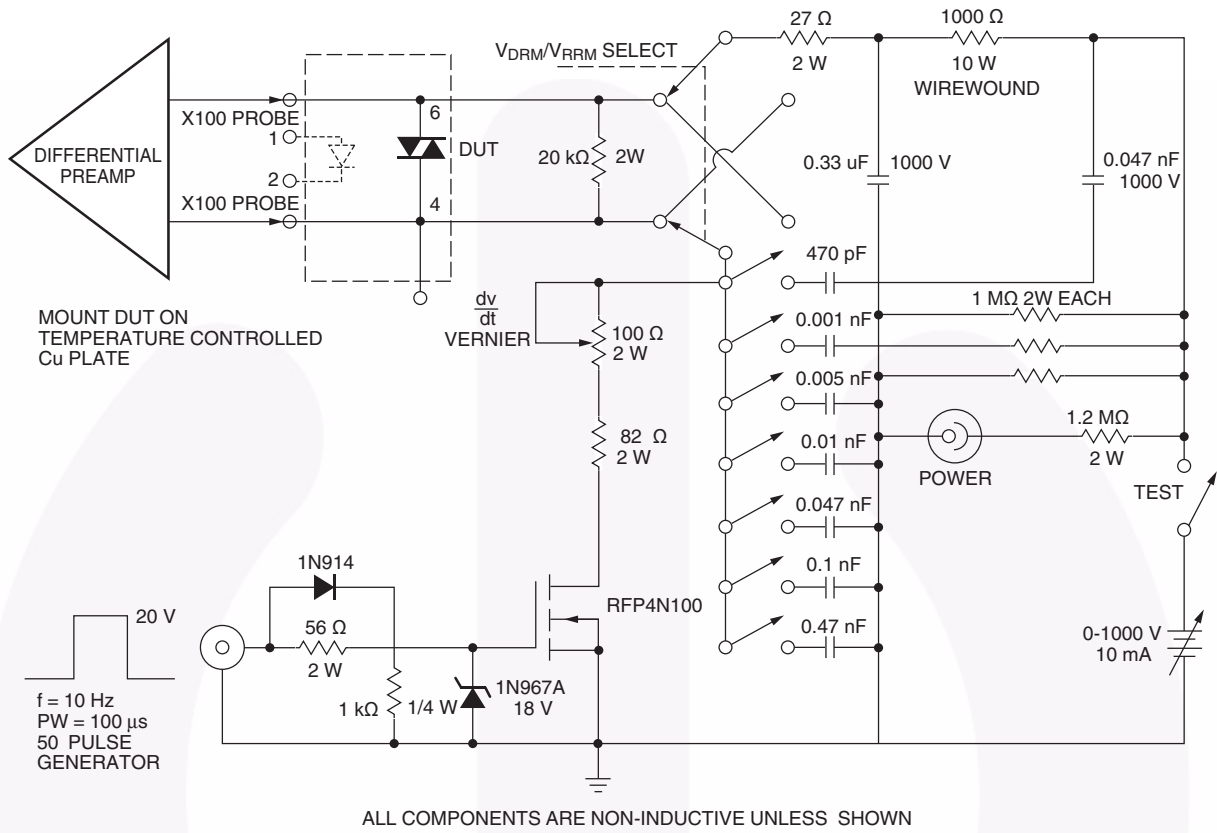 27 Ω
2 W
1000 Ω
10 W
WIREWOUND
VDRM/VRRM SELECT
X100 PROBE
1
2
X100 PROBE
DIFFERENTIAL
PREAMP
6
DUT
4
20 kΩ
2W
0.33 uF
1000 V
0.047 nF
1000 V
MOUNT DUT ON
TEMPERATURE CONTROLLED
Cu PLATE
dv
dt
VERNIER
100 Ω
2 W
82 Ω
2 W
470 pF
1 MΩ 2W EACH
0.001 nF
0.005 nF
0.01 nF
0.047 nF
0.1 nF
0.47 nF
POWER
1.2 MΩ
2 W
TEST
0-1000 V
10 mA
1N914
20 V
56 Ω
2 W
1 kΩ
1/4 W
1N967A
18 V
RFP4N100
f = 10 Hz
PW = 100 μs
50 PULSE
GENERATOR
ALL COMPONENTS ARE NON-INDUCTIVE UNLESS SHOWN